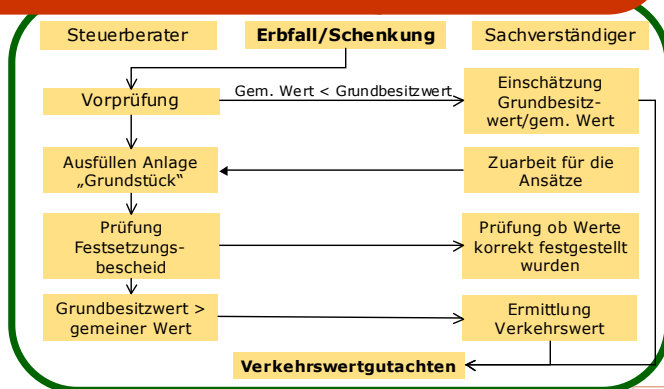 Steuerberater
Erbfall/Schenkung
Sachverständiger
Vorprüfung
Gem. Wert < Grundbesitzwert
Einschätzung
Grundbesitz-
wert/gem. Wert
Ausfüllen Anlage
„Grundstück“
Zuarbeit für die
Ansätze
Prüfung
Festsetzungs-
bescheid
Prüfung ob Werte
korrekt festgestellt
wurden
Grundbesitzwert >
gemeiner Wert
Ermittlung
Verkehrswert
Verkehrswertgutachten